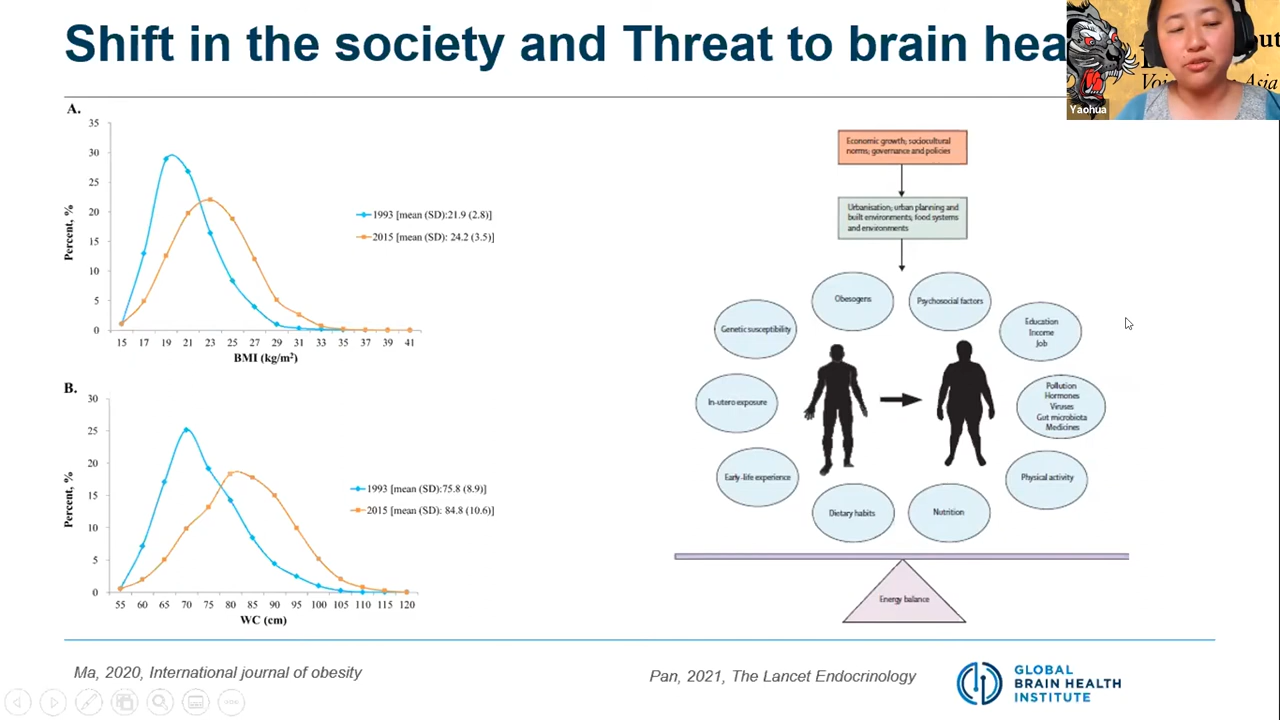 Shift in the society and Threat to brain hea
Yaohua
Asia
A.
35
30
25
20
15
10
5
0
Percent, %
1993 [mean (SD):21.9 (2.8)]
2015 [mean (SD): 24.2 (3.5)]
15 17 19 21 23 25 27 29 31 33 35 37 39 41
BMI (kg/m²)
B.
30
25
20
15
10
5
0
Percent, %
1993 [mean (SD):75.8 (8.9)]
2015 [mean (SD): 84.8 (10.6)]
55 60 65 70 75 80 85 90 95 100 105 110 115 120
WC (cm)
Economic growth; sociocultural
norms; governance and policies
Urbanisation; urban planning and
built environments; food systems
and environments
Obesogens
Psychosocial factors
Genetic susceptibility
Education
Income
Job
In-utero exposure
Pollution
Hormones
Viruses
Gut microbiota
Medicines
Early-life experience
Physical activity
Dietary habits
Nutrition
Energy balance
Ma, 2020, International journal of obesity
Pan, 2021, The Lancet Endocrinology
GLOBAL
BRAIN HEALTH
INSTITUTE